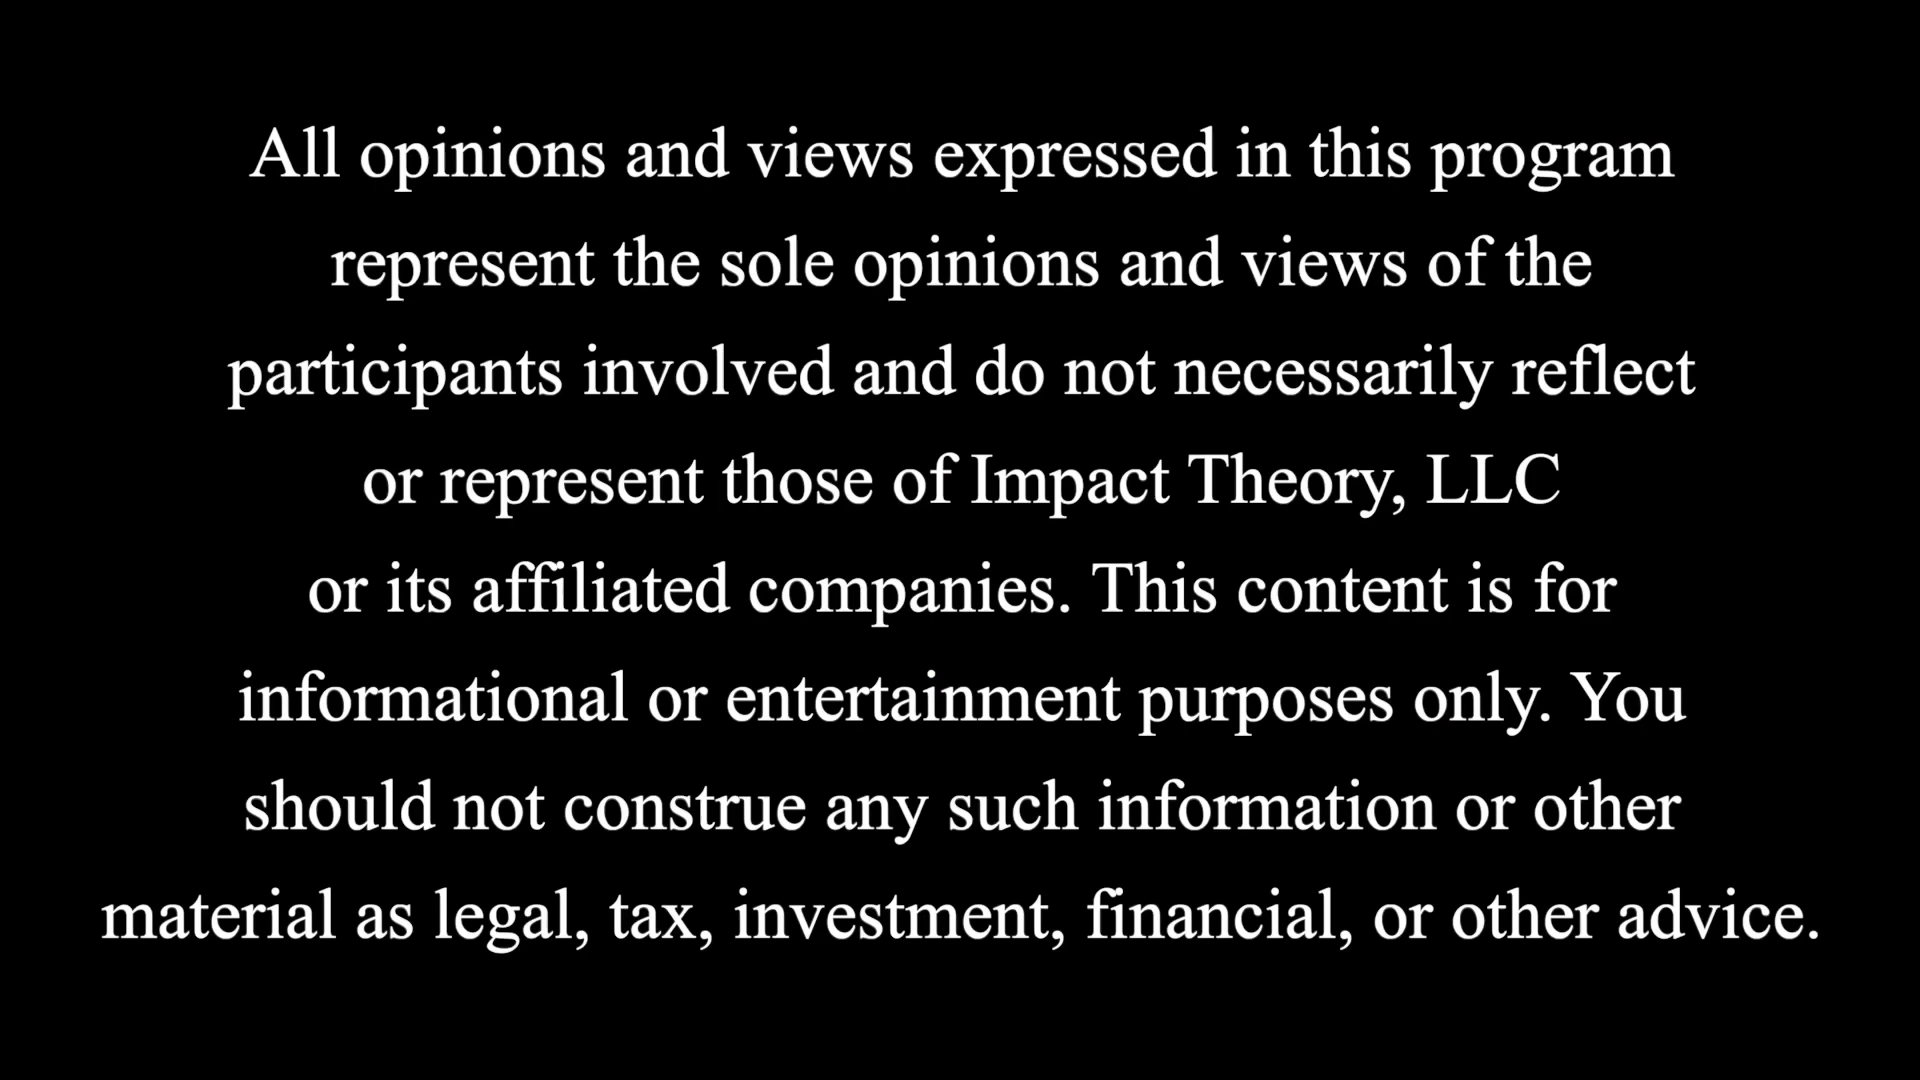 All opinions and views expressed in this program
represent the sole opinions and views of the
participants involved and do not necessarily reflect
or represent those of Impact Theory, LLC
or its affiliated companies. This content is for
informational or entertainment purposes only. You
should not construe any such information or other
material as legal, tax, investment, financial, or other advice.